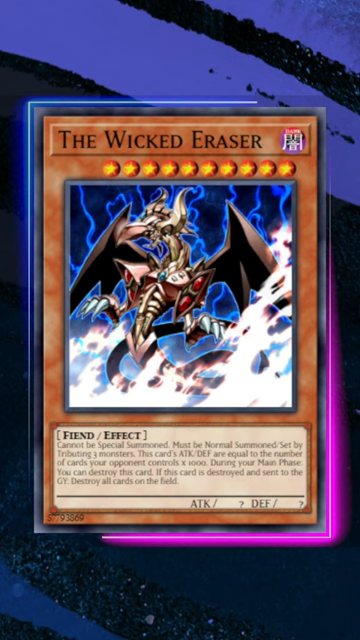 THE WICKED ERASER
DARK
闇
[ FIEND / EFFECT ]
Cannot be Special Summoned. Must be Normal Summoned/Set by
Tributing 3 monsters. This card's ATK/DEF are equal to the number
of cards your opponent controls x 1000. During your Main Phase:
You can destroy this card. If this card is destroyed and sent to the
GY: Destroy all cards on the field.
ATK / ? DEF / ?
93869